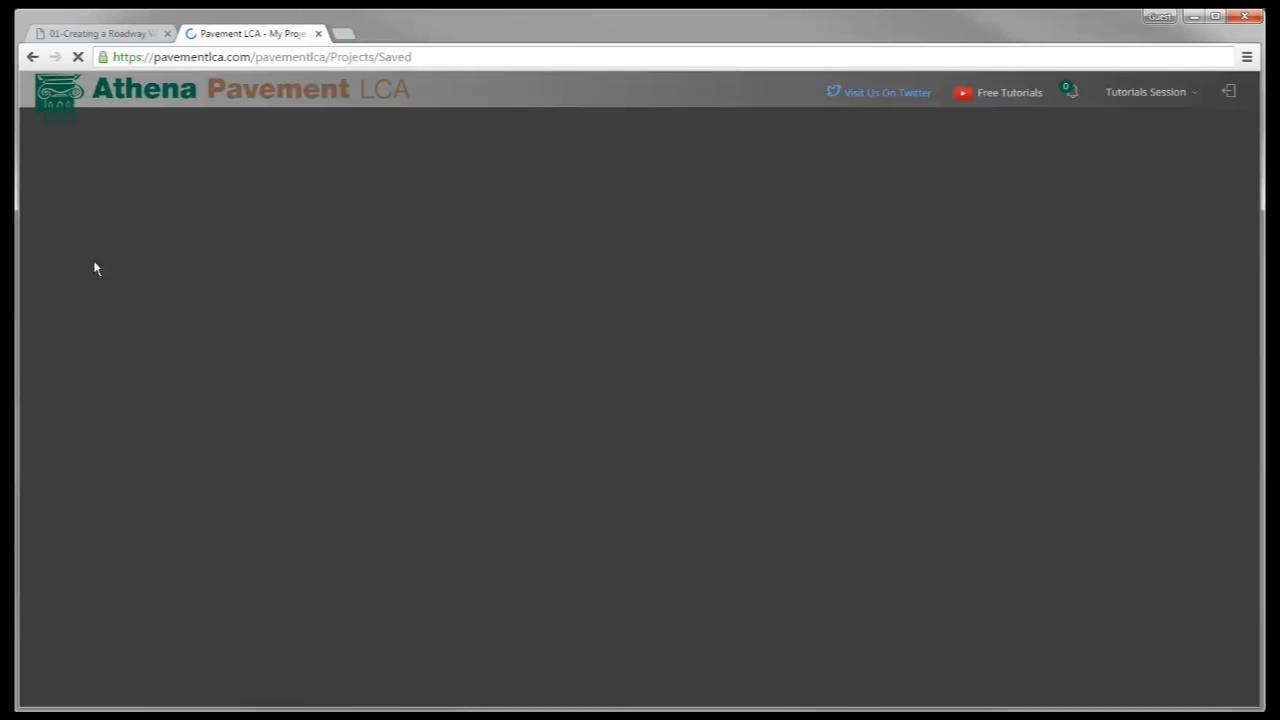 Guest
01-Creating a Roadway
Pavement LCA - My Proje
https://pavementlca.com/pavementlca/Projects/Saved
Athena Pavement LCA
Visit Us On Twitter
Free Tutorials
0
Tutorials Session